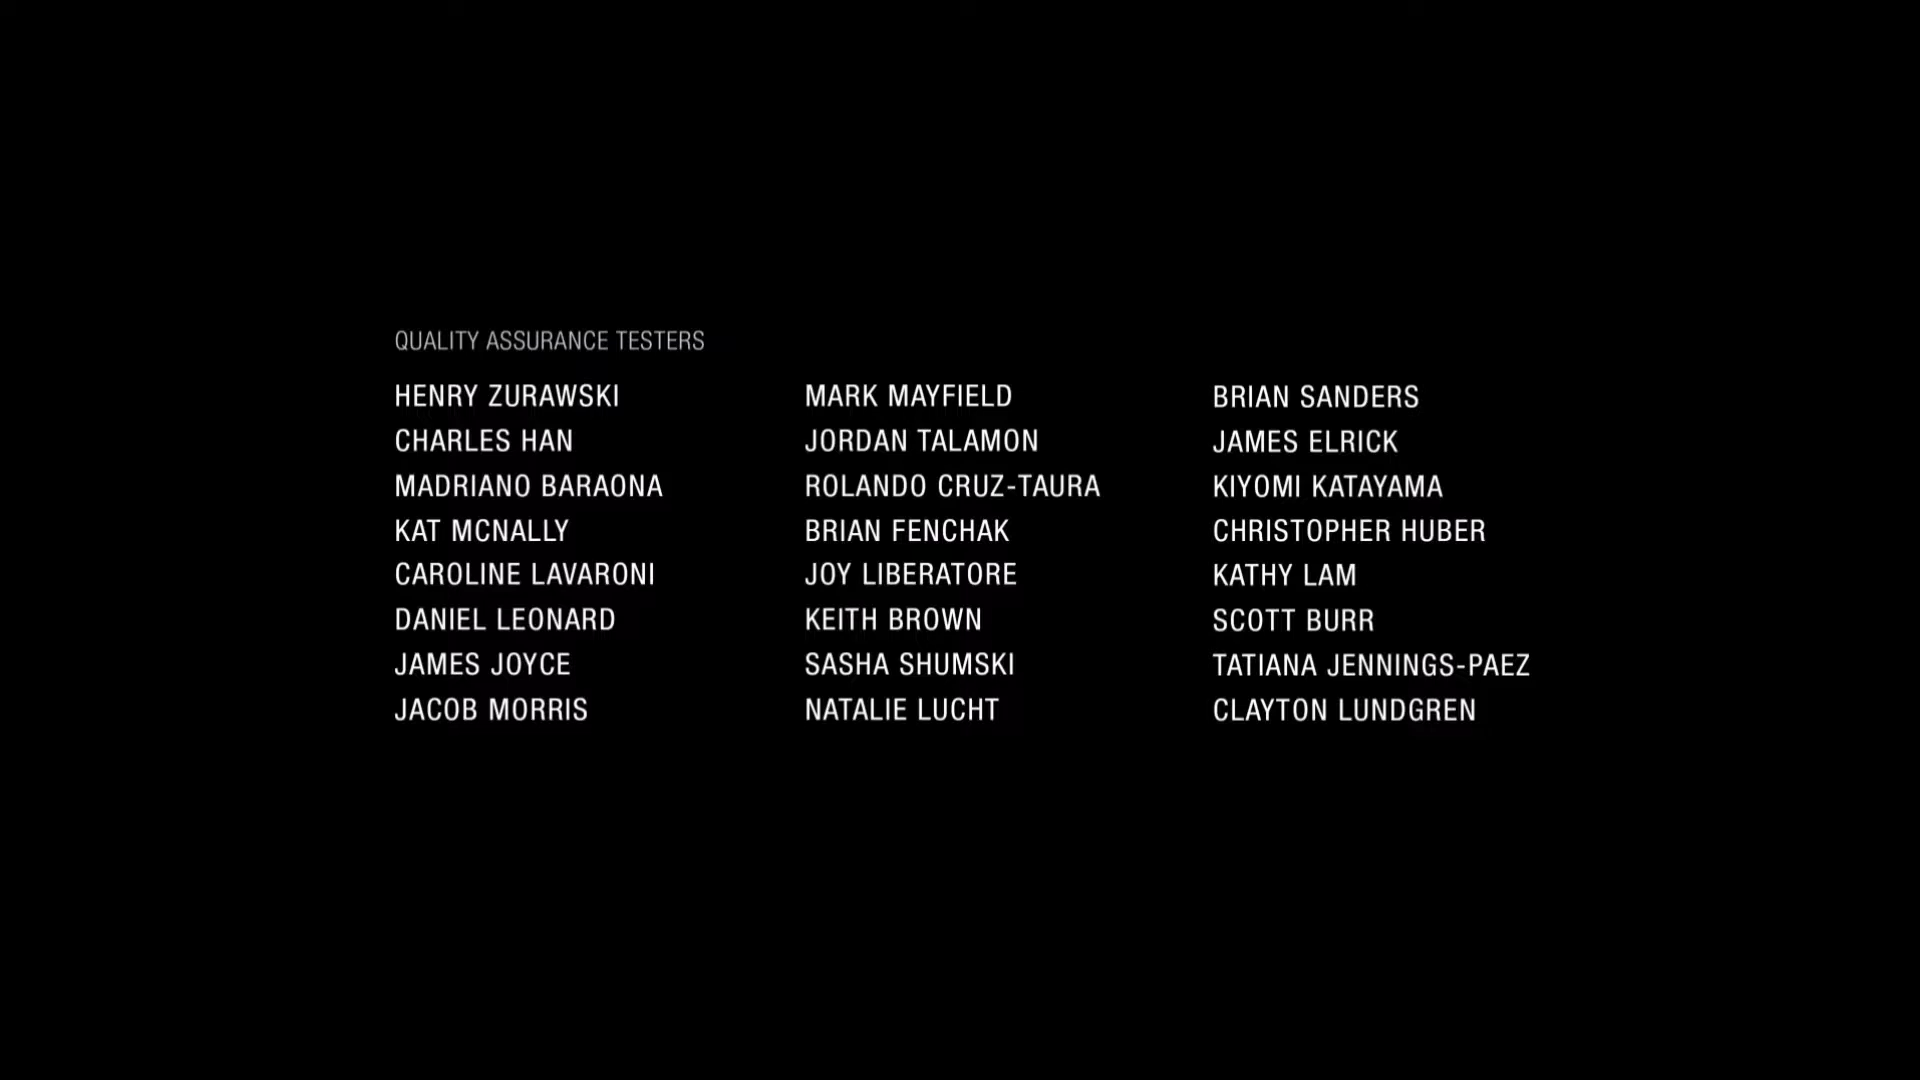 QUALITY ASSURANCE TESTERS
HENRY ZURAWSKI
CHARLES HAN
MADRIANO BARAONA
KAT MCNALLY
CAROLINE LAVARONI
DANIEL LEONARD
JAMES JOYCE
JACOB MORRIS
MARK MAYFIELD
JORDAN TALAMON
ROLANDO CRUZ-TAURA
BRIAN FENCHAK
JOY LIBERATORE
KEITH BROWN
SASHA SHUMSKI
NATALIE LUCHT
BRIAN SANDERS
JAMES ELRICK
KIYOMI KATAYAMA
CHRISTOPHER HUBER
KATHY LAM
SCOTT BURR
TATIANA JENNINGS-PAEZ
CLAYTON LUNDGREN